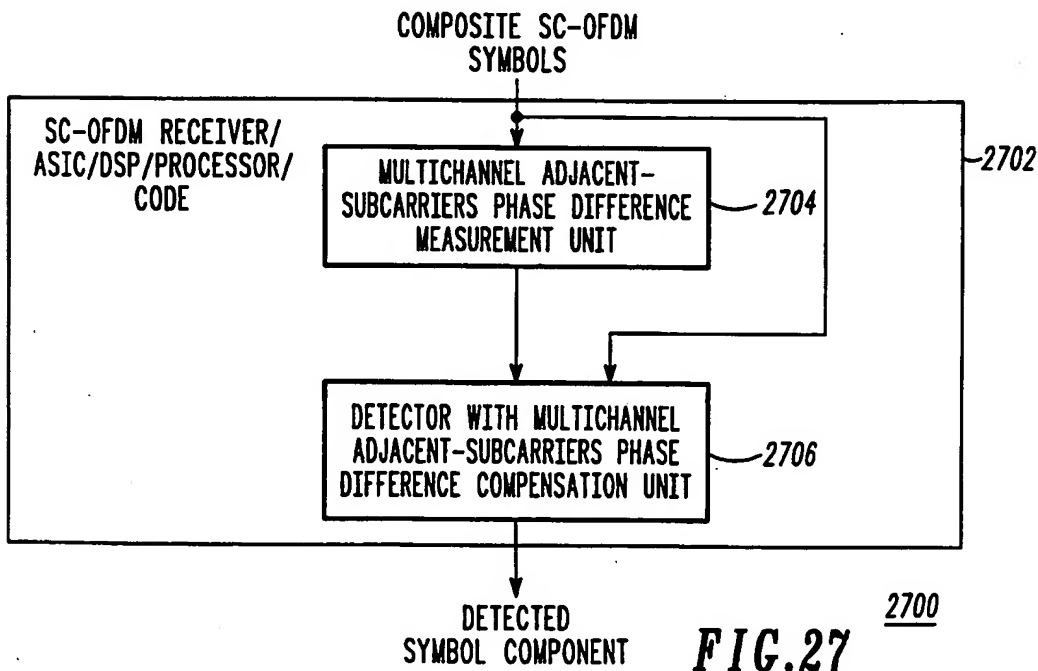 COMPOSITE SC-OFDM
SYMBOLS
SC-OFDM RECEIVER/
ASIC/DSP/PROCESSOR/
CODE
2702
MULTICHANNEL ADJACENT-
SUBCARRIERS PHASE DIFFERENCE
MEASUREMENT UNIT
2704
DETECTOR WITH MULTICHANNEL
ADJACENT-SUBCARRIERS PHASE
DIFFERENCE COMPENSATION UNIT
2706
DETECTED
SYMBOL COMPONENT
2700
FIG.27